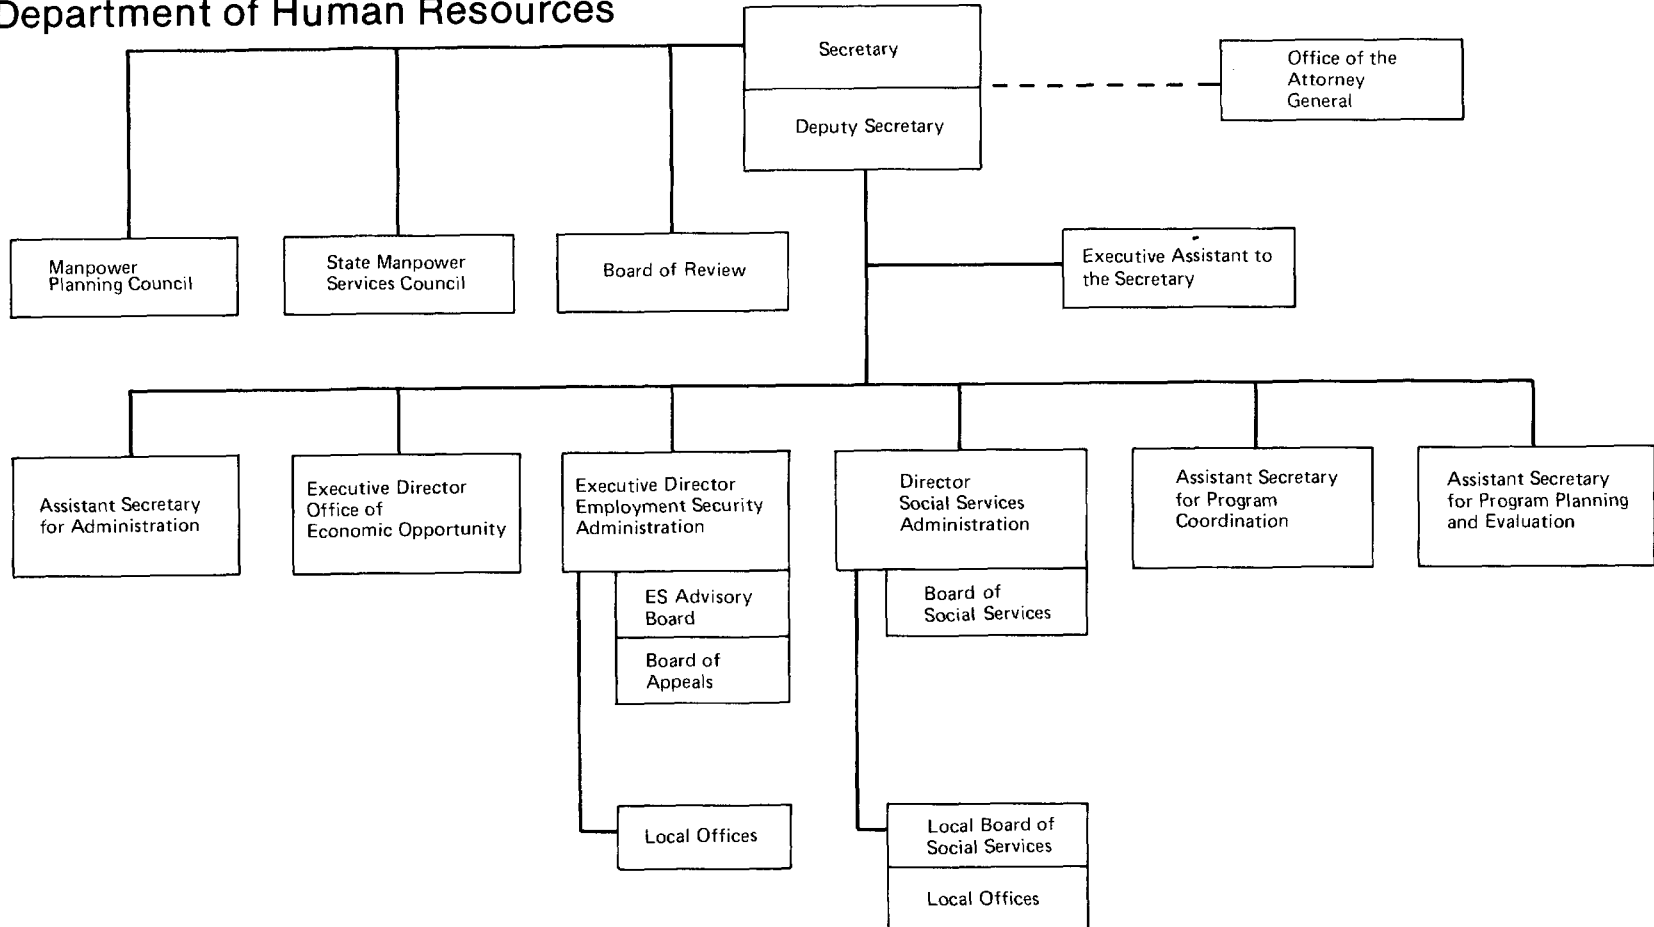 Department of Human Resources
Secretary
Deputy Secretary
Office of the
Attorney
General
Manpower
Planning Council
State Manpower
Services Council
Board of Review
Executive Assistant to
the Secretary
Assistant Secretary
for Administration
Executive Director
Office of
Economic Opportunity
Executive Director
Employment Security
Administration
Director
Social Services
Administration
Assistant Secretary
for Program
Coordination
Assistant Secretary
for Program Planning
and Evaluation
ES Advisory
Board
Board of
Appeals
Board of
Social Services
Local Offices
Local Board of
Social Services
Local Offices